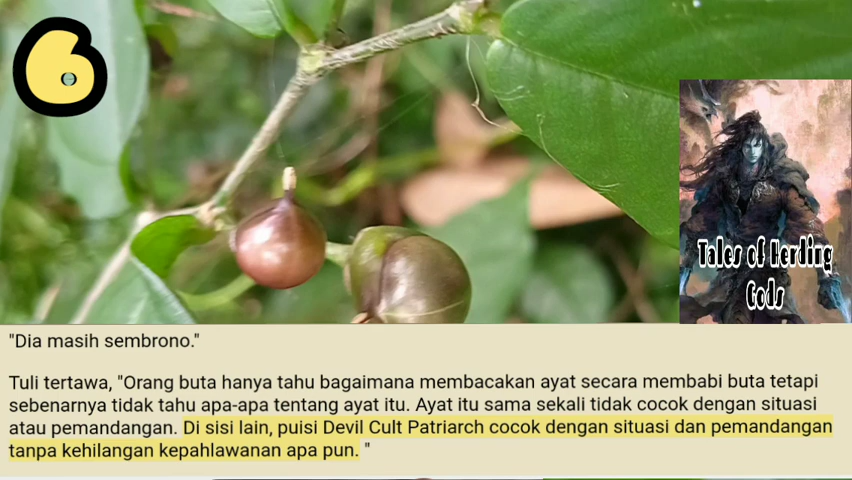 6
Tales of Herding
Gods
"Dia masih sembrono."
Tuli tertawa, "Orang buta hanya tahu bagaimana membacakan ayat secara membabi buta tetapi
sebenarnya tidak tahu apa-apa tentang ayat itu. Ayat itu sama sekali tidak cocok dengan situasi
atau pemandangan. Di sisi lain, puisi Devil Cult Patriarch cocok dengan situasi dan pemandangan
tanpa kehilangan kepahlawanan apa pun. "